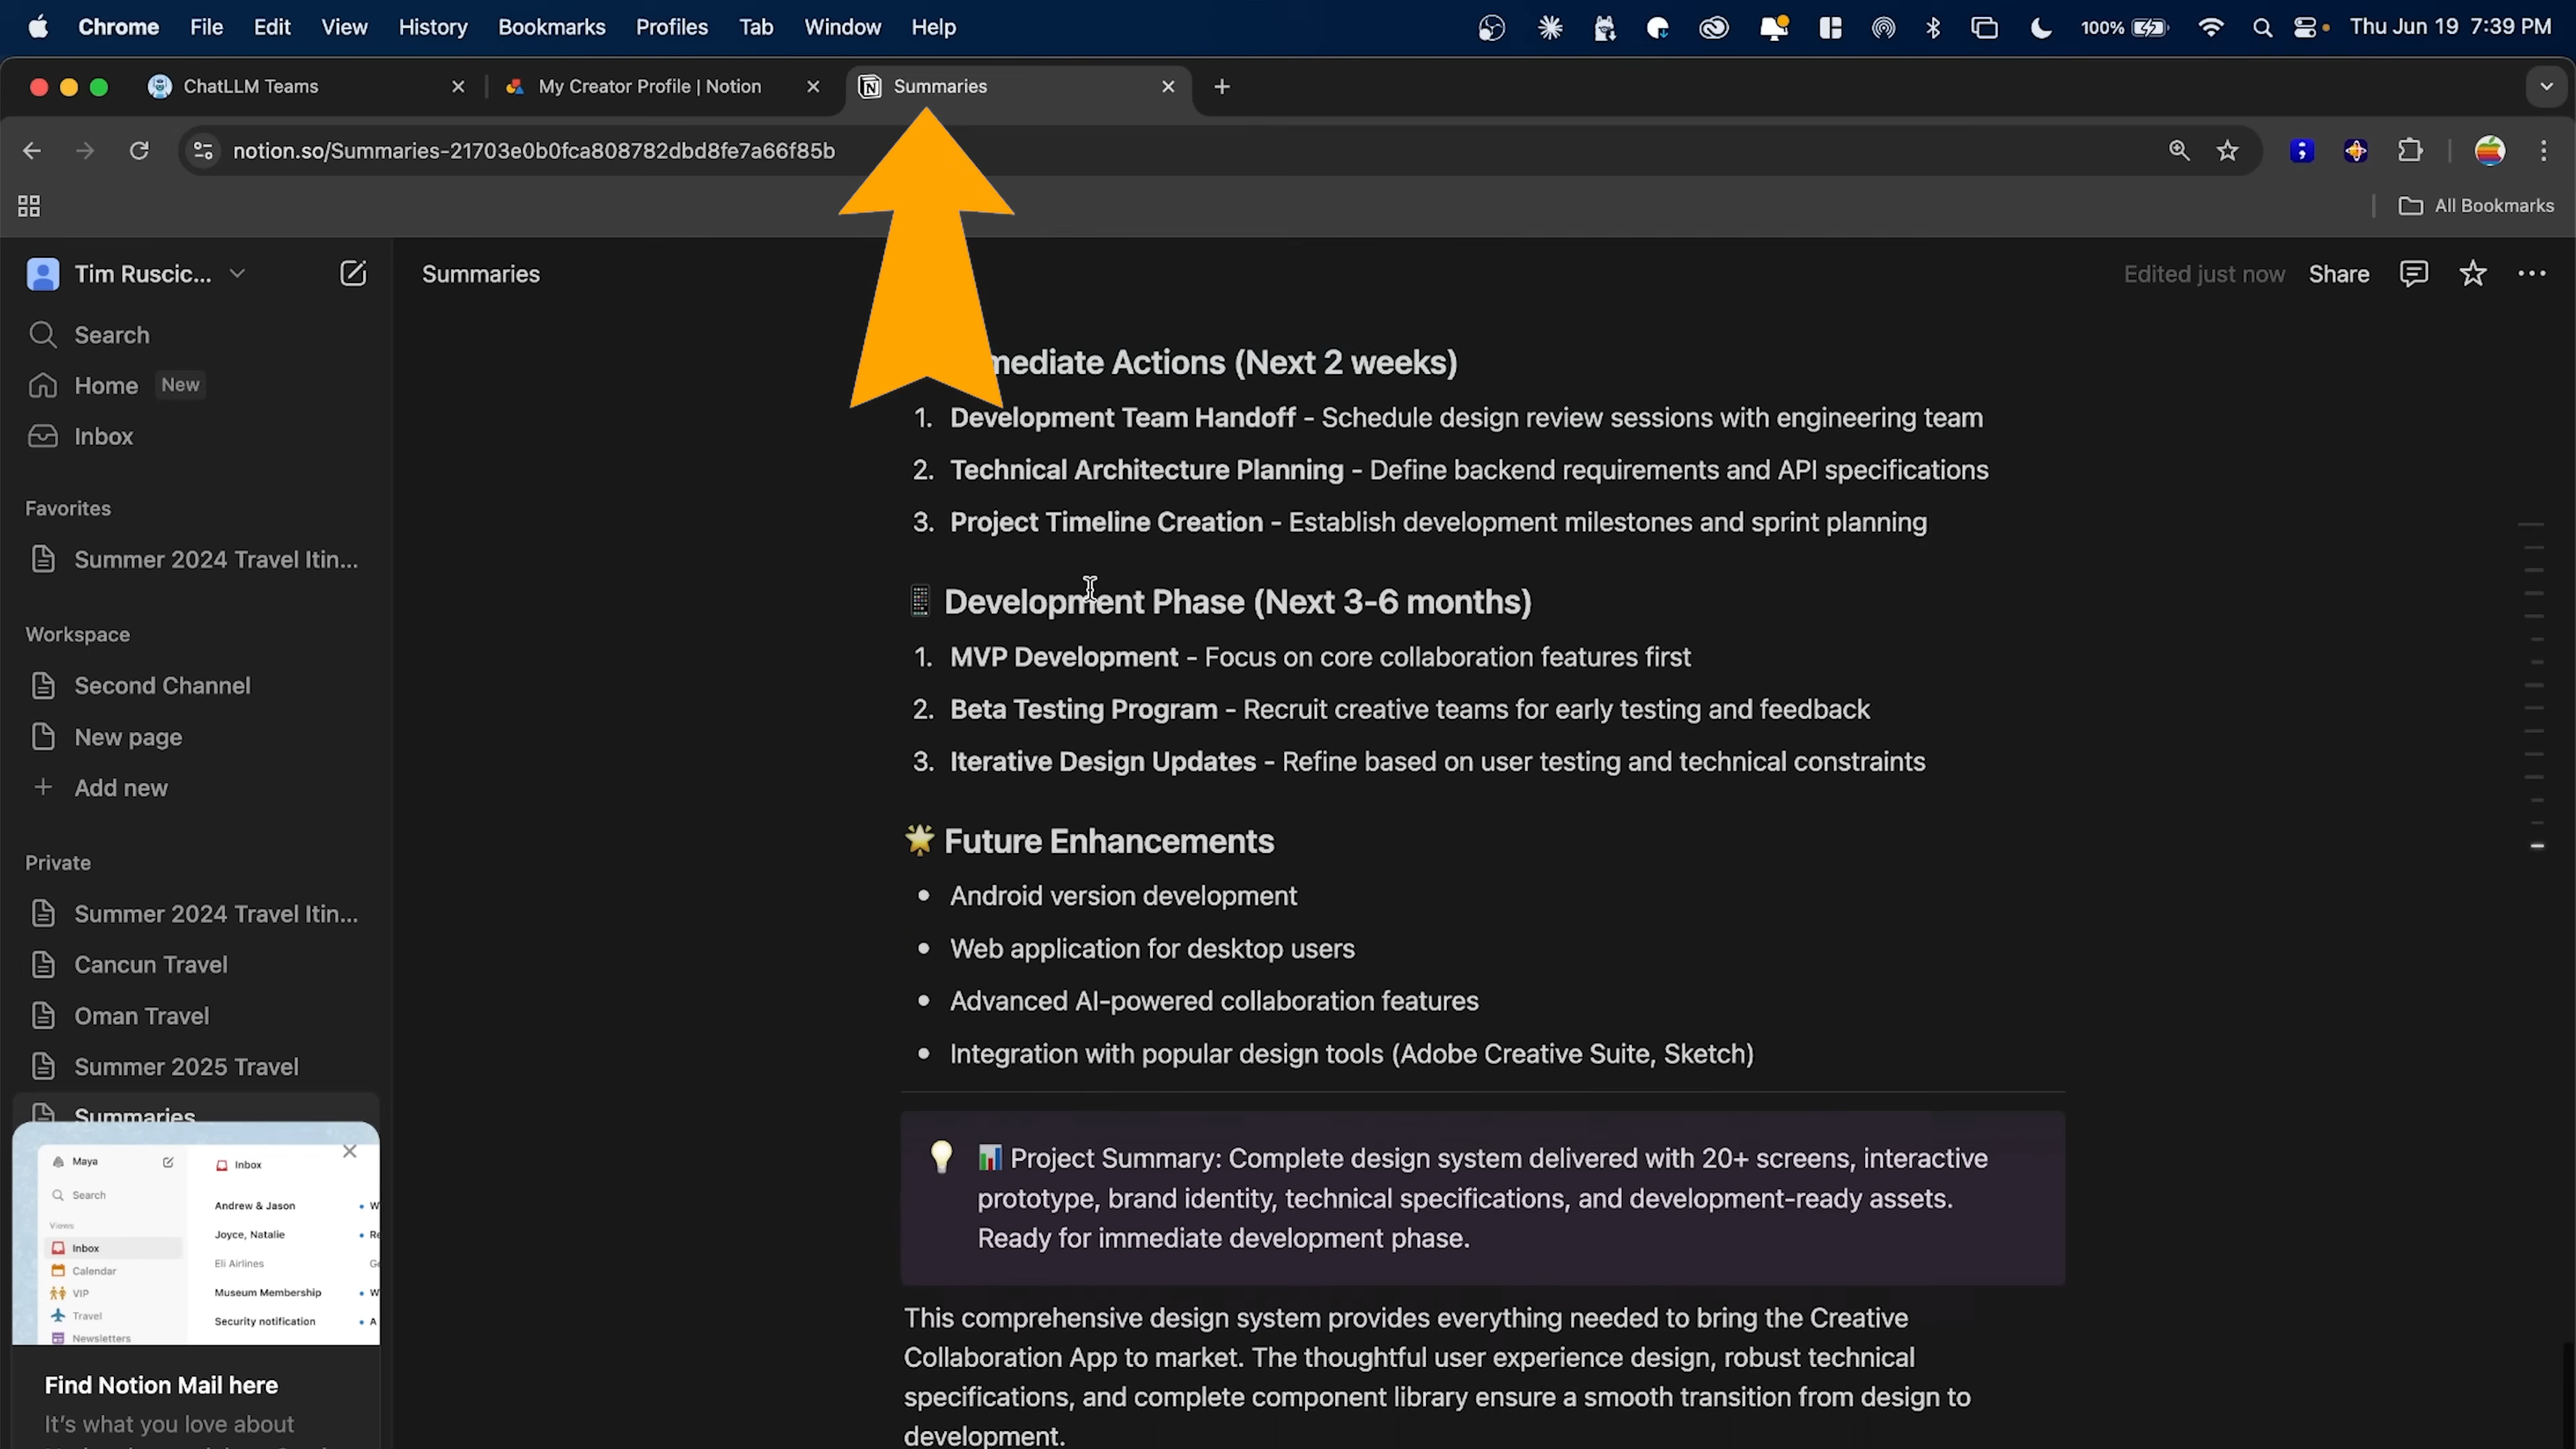 Chrome File Edit View History Bookmarks Profiles Tab Window Help 100% Thu Jun 19 7:39 PM
ChatLLM Teams My Creator Profile | Notion Summaries
notion.so/Summaries-21703e0b0fca808782dbd8fe7a66f85b
All Bookmarks
Tim Ruscic...
Search
Home New
Inbox
Favorites
Summer 2024 Travel Itin...
Workspace
Second Channel
New page
Add new
Private
Summer 2024 Travel Itin...
Cancun Travel
Oman Travel
Summer 2025 Travel
Summaries
Maya
Search
Views
Inbox
Calendar
VIP
Travel
Newsletters
Inbox
Andrew & Jason W
Joyce, Natalie Re
Eli Airlines
Museum Membership W
Security notification A
Find Notion Mail here
It's what you love about
Summaries Edited just now Share
mediate Actions (Next 2 weeks)
1. Development Team Handoff - Schedule design review sessions with engineering team
2. Technical Architecture Planning - Define backend requirements and API specifications
3. Project Timeline Creation - Establish development milestones and sprint planning
Development Phase (Next 3-6 months)
1. MVP Development - Focus on core collaboration features first
2. Beta Testing Program - Recruit creative teams for early testing and feedback
3. Iterative Design Updates - Refine based on user testing and technical constraints
Future Enhancements
• Android version development
• Web application for desktop users
• Advanced AI-powered collaboration features
• Integration with popular design tools (Adobe Creative Suite, Sketch)
Project Summary: Complete design system delivered with 20+ screens, interactive
prototype, brand identity, technical specifications, and development-ready assets.
Ready for immediate development phase.
This comprehensive design system provides everything needed to bring the Creative
Collaboration App to market. The thoughtful user experience design, robust technical
specifications, and complete component library ensure a smooth transition from design to
development.